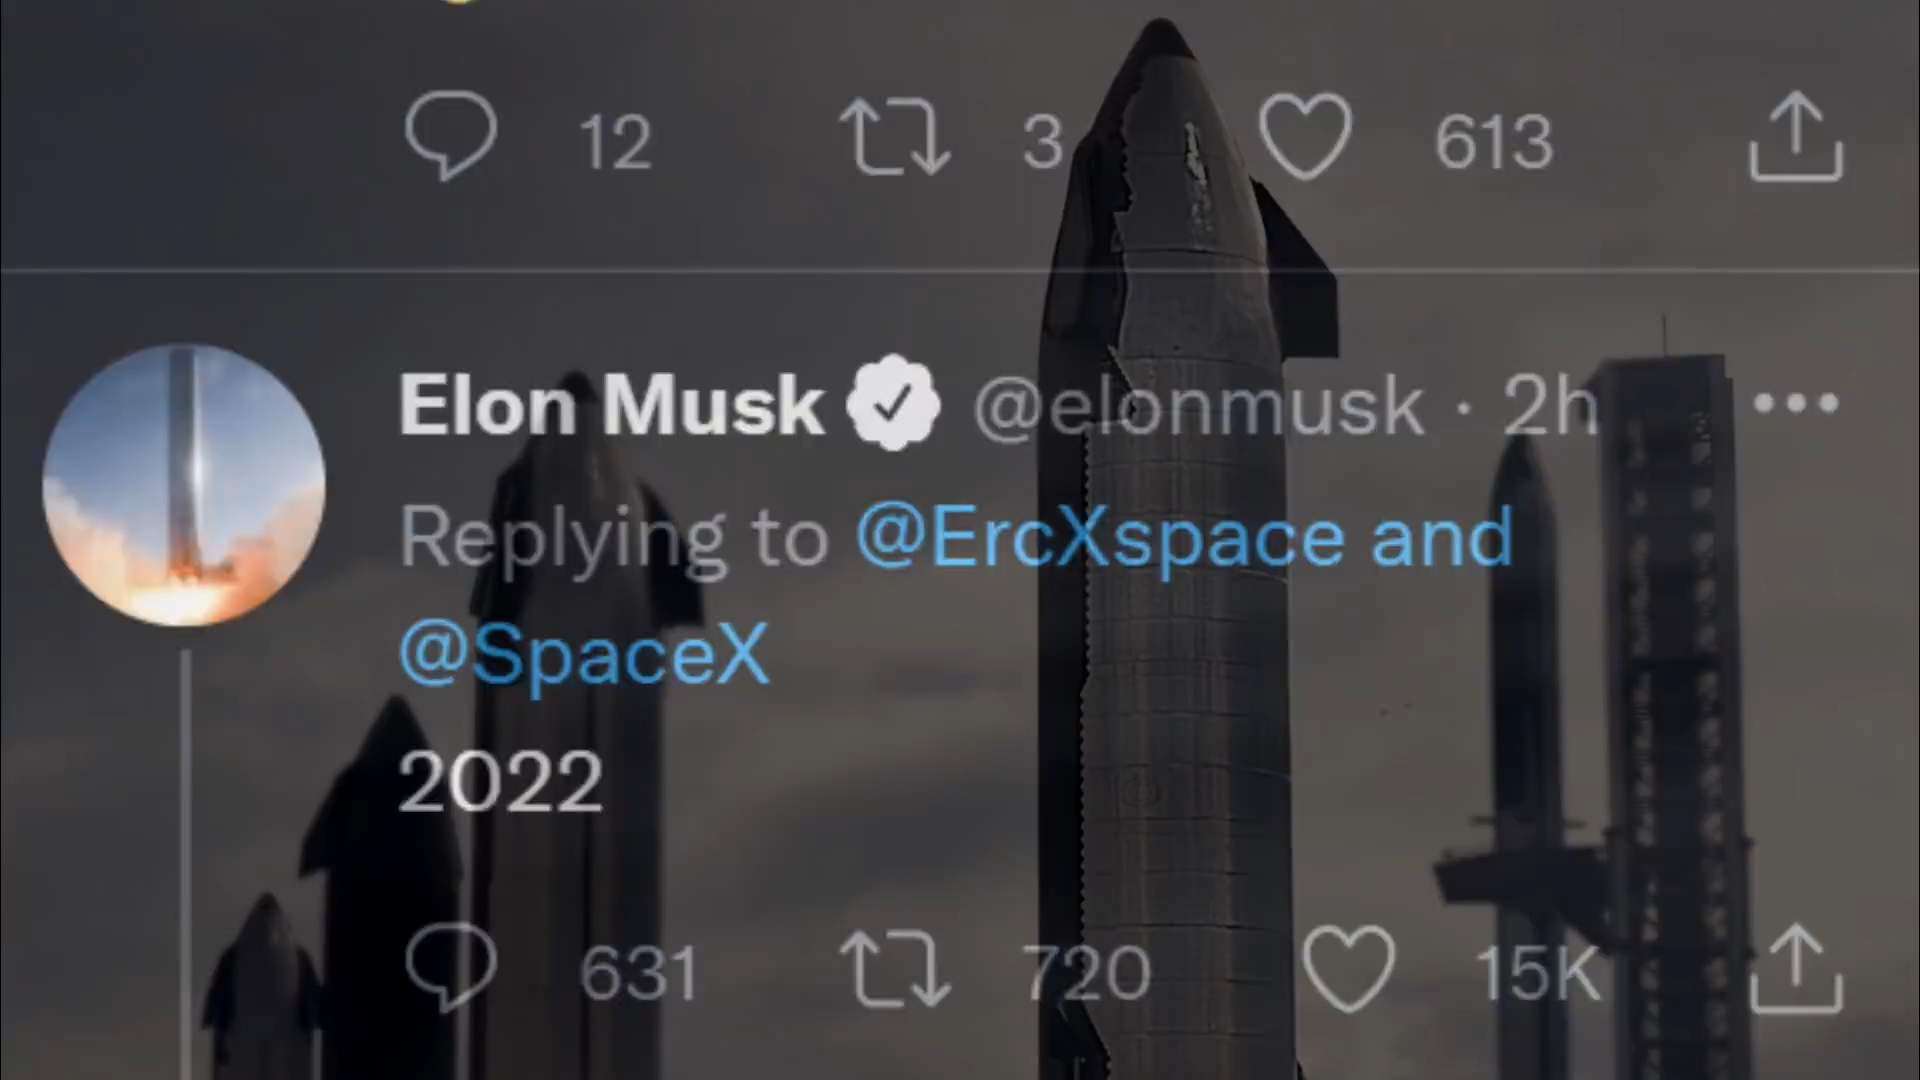 12 3 613
Elon Musk @elonmusk · 2h
Replying to @ErcXspace and
@SpaceX
2022
631 720 15K